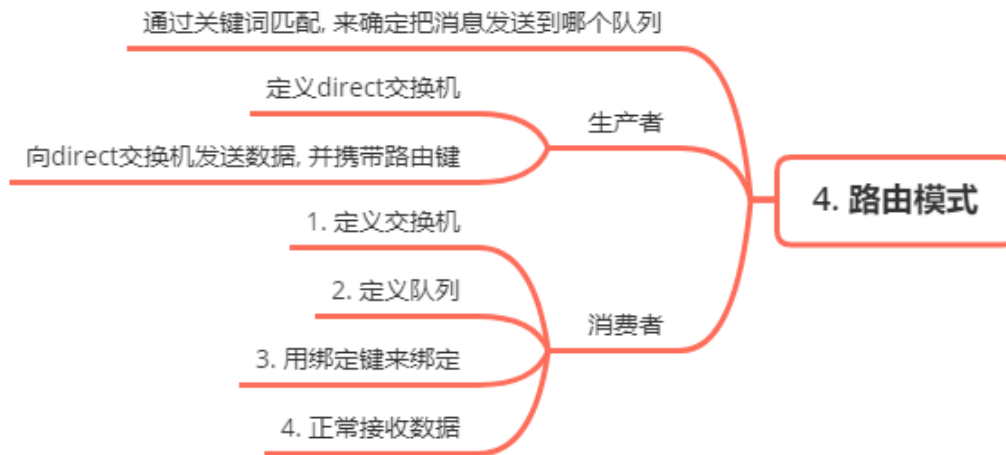 通过关键词匹配, 来确定把消息发送到哪个队列
定义direct交换机
生产者
向direct交换机发送数据, 并携带路由键
4. 路由模式
1. 定义交换机
2. 定义队列
消费者
3. 用绑定键来绑定
4. 正常接收数据